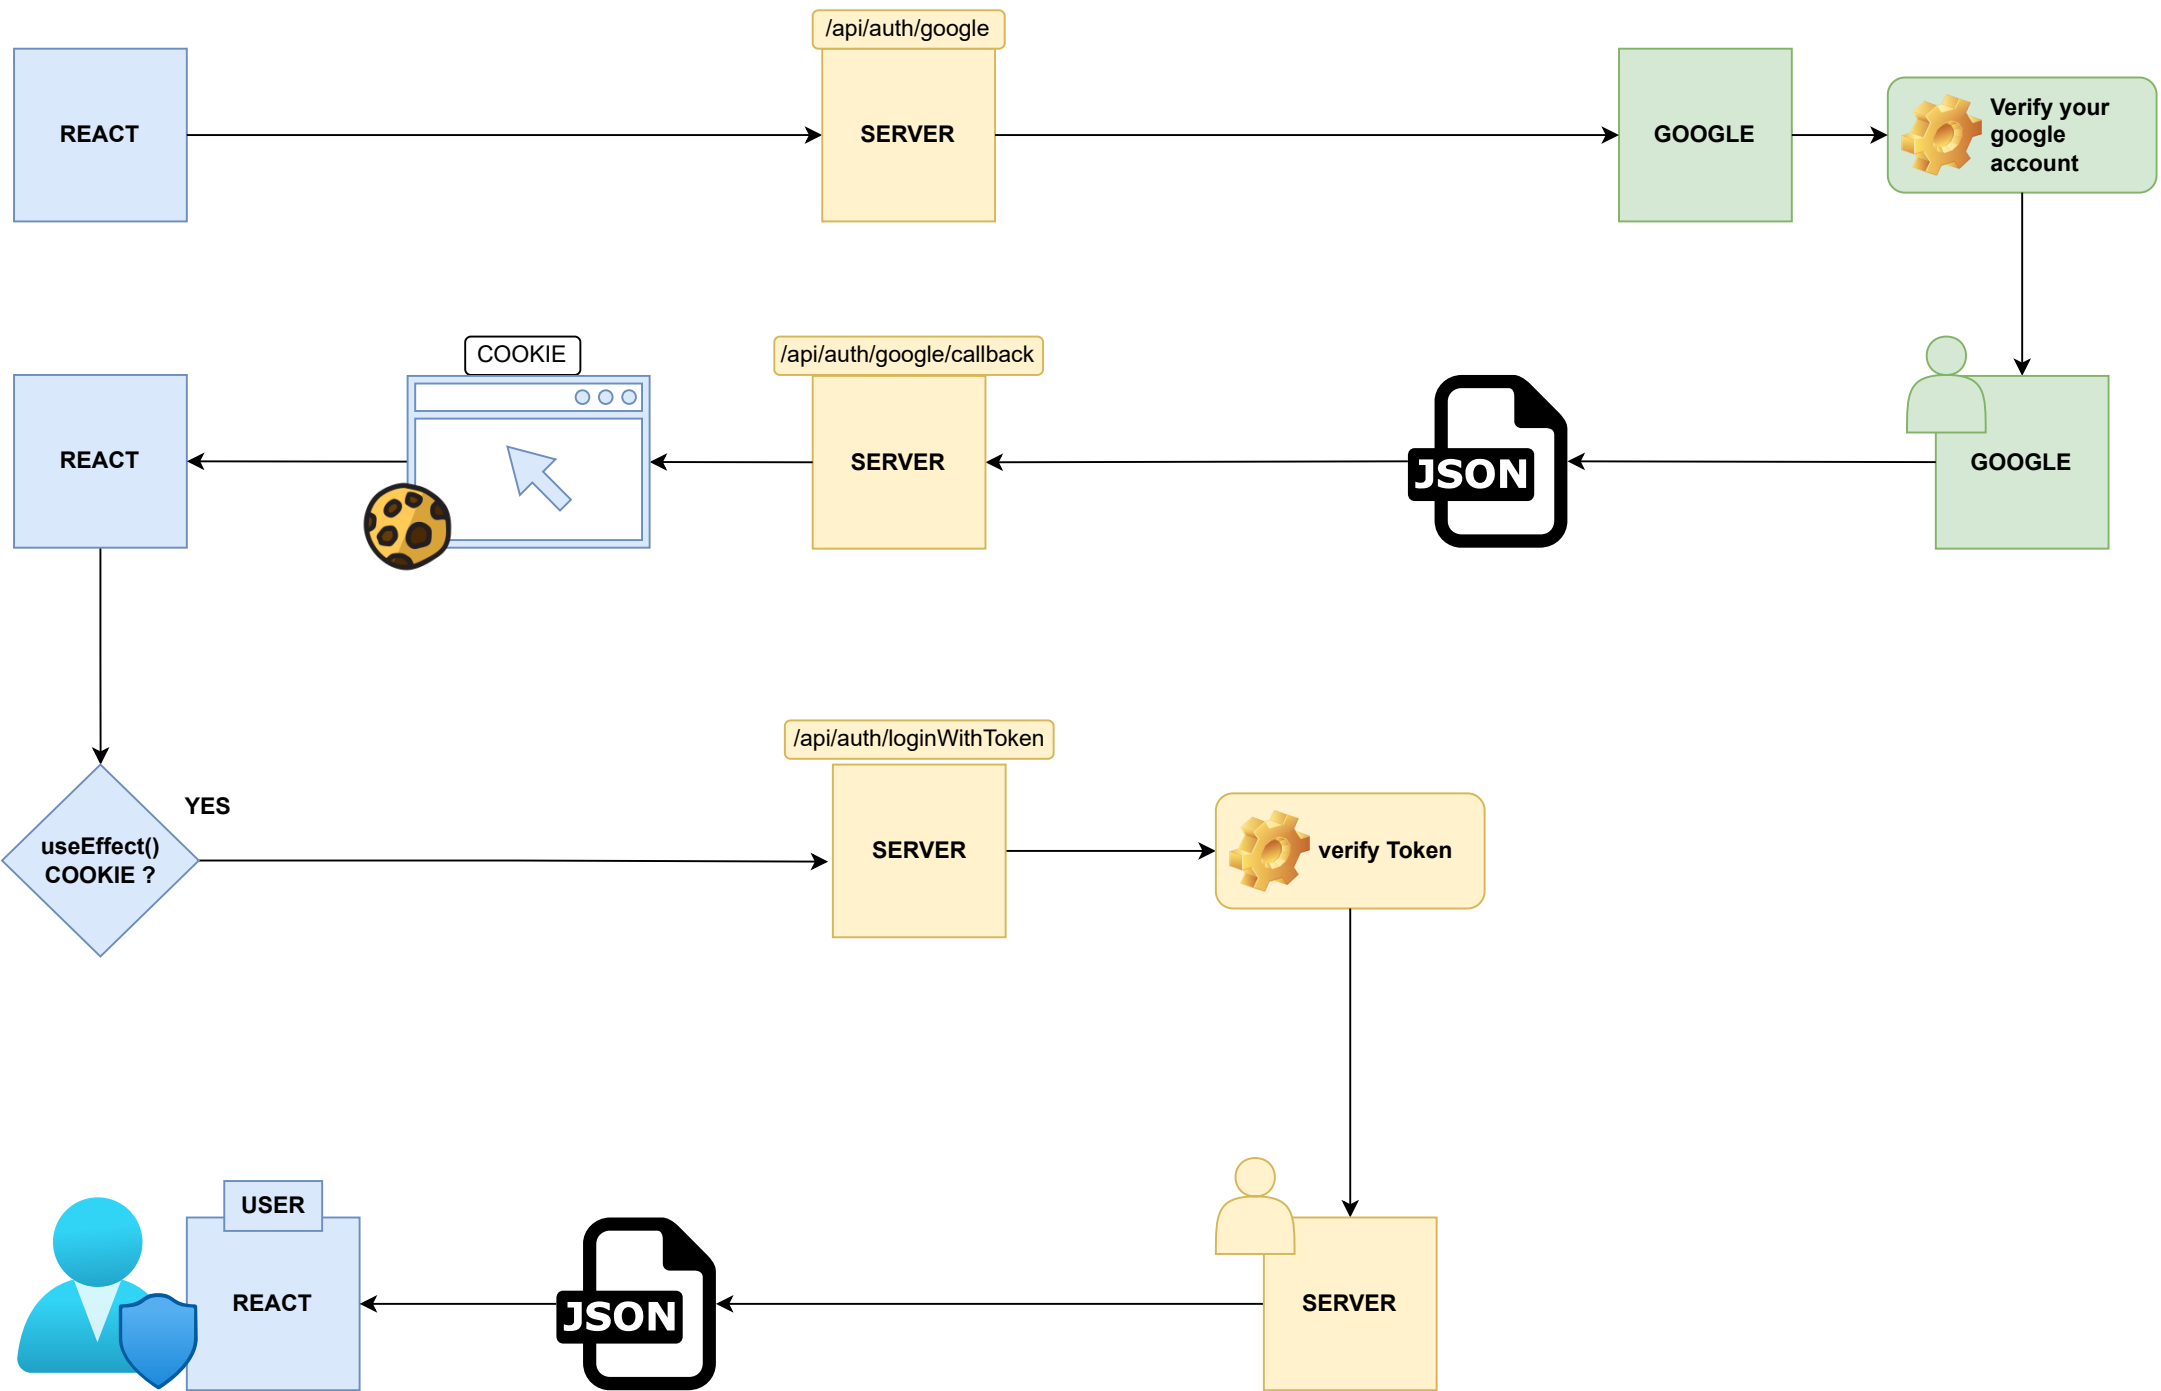 /api/auth/google
REACT
SERVER
GOOGLE
Verify your
google
account
COOKIE
/api/auth/google/callback
REACT
SERVER
JSON
GOOGLE
/api/auth/loginWithToken
YES
useEffect()
COOKIE ?
SERVER
verify Token
USER
REACT
JSON
SERVER